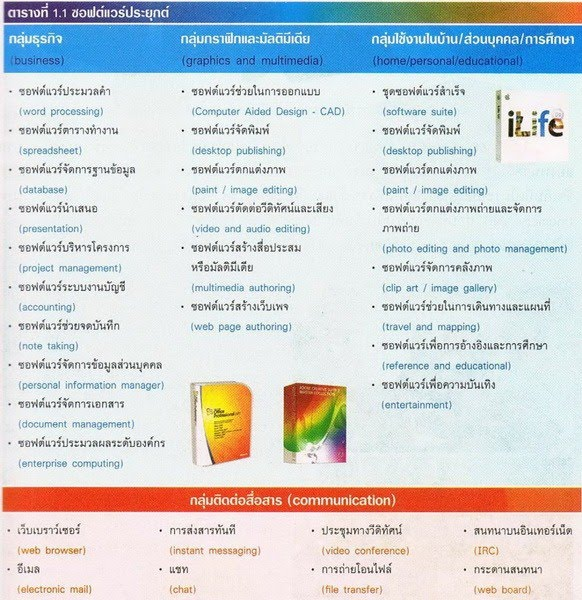 ตารางที่ 1.1 ซอฟต์แวร์ประยุกต์
กลุ่มธุรกิจ
(business)
• ซอฟต์แวร์ประมวลคำ
(word processing)
• ซอฟต์แวร์ตารางทำงาน
(spreadsheet)
• ซอฟต์แวร์จัดการฐานข้อมูล
(database)
• ซอฟต์แวร์นำเสนอ
(presentation)
• ซอฟต์แวร์บริหารโครงการ
(project management)
• ซอฟต์แวร์ระบบงานบัญชี
(accounting)
• ซอฟต์แวร์ช่วยจดบันทึก
(note taking)
• ซอฟต์แวร์จัดการข้อมูลส่วนบุคคล
(personal information manager)
• ซอฟต์แวร์จัดการเอกสาร
(document management)
• ซอฟต์แวร์ประมวลผลระดับองค์กร
(enterprise computing)
กลุ่มกราฟิกและมัลติมีเดีย
(graphics and multimedia)
• ซอฟต์แวร์ช่วยในการออกแบบ
(Computer Aided Design - CAD)
• ซอฟต์แวร์จัดพิมพ์
(desktop publishing)
• ซอฟต์แวร์ตกแต่งภาพ
(paint / image editing)
• ซอฟต์แวร์ตัดต่อวีดิทัศน์และเสียง
(video and audio editing)
• ซอฟต์แวร์สร้างสื่อประสม
หรือมัลติมีเดีย
(multimedia authoring)
• ซอฟต์แวร์สร้างเว็บเพจ
(web page authoring)
Office
Professional
กลุ่มใช้งานในบ้าน/ส่วนบุคคล/การศึกษา
(home/personal/educational)
• ชุดซอฟต์แวร์สำเร็จ
(software suite)
• ซอฟต์แวร์จัดพิมพ์
(desktop publishing)
• ซอฟต์แวร์ตกแต่งภาพ
(paint / image editing)
• ซอฟต์แวร์ตกแต่งภาพถ่ายและจัดการ
ภาพถ่าย
(photo editing and photo management)
• ซอฟต์แวร์จัดการคลังภาพ
(clip art / image gallery)
• ซอฟต์แวร์ช่วยในการเดินทางและแผนที่
(travel and mapping)
• ซอฟต์แวร์เพื่อการอ้างอิงและการศึกษา
(reference and educational)
• ซอฟต์แวร์เพื่อความบันเทิง
(entertainment)
iLife
กลุ่มติดต่อสื่อสาร (communication)
• เว็บเบราว์เซอร์
(web browser)
• อีเมล
(electronic mail)
• การส่งสารทันที
(instant messaging)
• แชท
(chat)
• ประชุมทางวีดิทัศน์
(video conference)
• การถ่ายโอนไฟล์
(file transfer)
• สนทนาบนอินเทอร์เน็ต
(IRC)
• กระดานสนทนา
(web board)